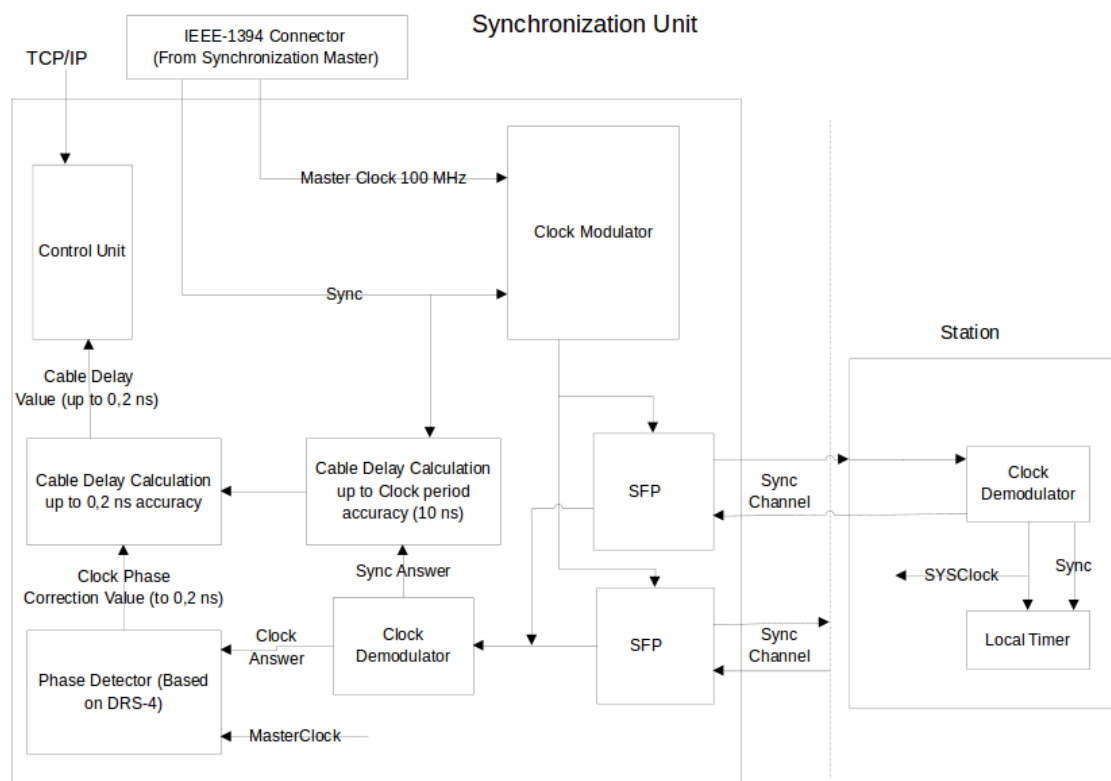 Synchronization Unit
IEEE-1394 Connector
(From Synchronization Master)
TCP/IP
Master Clock 100 MHz
Clock Modulator
Control Unit
Sync
Station
Cable Delay
Value (up to 0,2 ns)
Cable Delay Calculation
up to 0,2 ns accuracy
Cable Delay Calculation
up to Clock period
accuracy (10 ns)
SFP
Sync
Channel
Clock
Demodulator
Sync Answer
Clock Phase
Correction Value (to 0,2 ns)
SYSClock
Sync
Clock
Answer
Clock
Demodulator
SFP
Sync
Channel
Local Timer
Phase Detector (Based
on DRS-4)
MasterClock